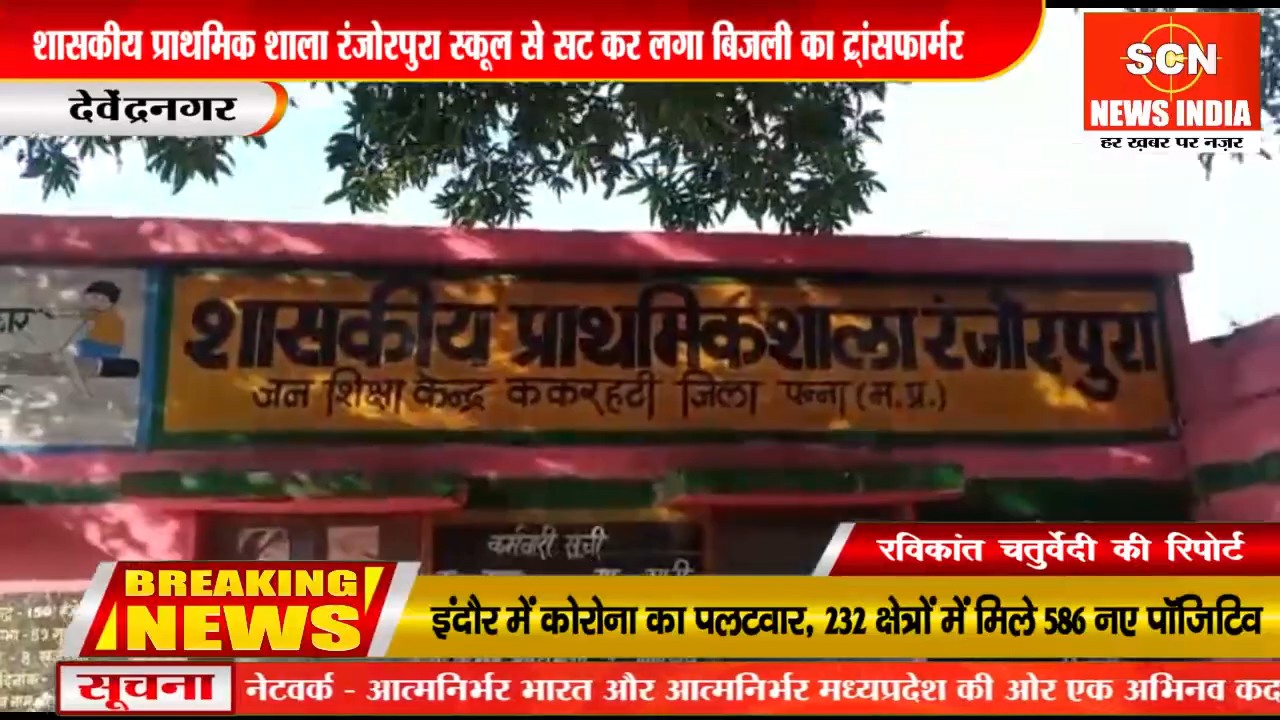 शासकीय प्राथमिक शाला रंजोरपुरा स्कूल से सट कर लगा बिजली का ट्रांसफार्मर
देवेंद्रनगर
SCN
NEWS INDIA
हर ख़बर पर नज़र
शासकीय प्राथमिक शाला रंजोरपुरा
जन शिक्षा केन्द्र ककरहटी जिला पन्ना (म.प्र.)
कर्मचारी सूची
रविकांत चतुर्वेदी की रिपोर्ट
BREAKING
NEWS
इंदौर में कोरोना का पलटवार, 232 क्षेत्रों में मिले 586 नए पॉजिटिव
सूचना
नेटवर्क - आत्मनिर्भर भारत और आत्मनिर्भर मध्यप्रदेश की ओर एक अभिनव कद